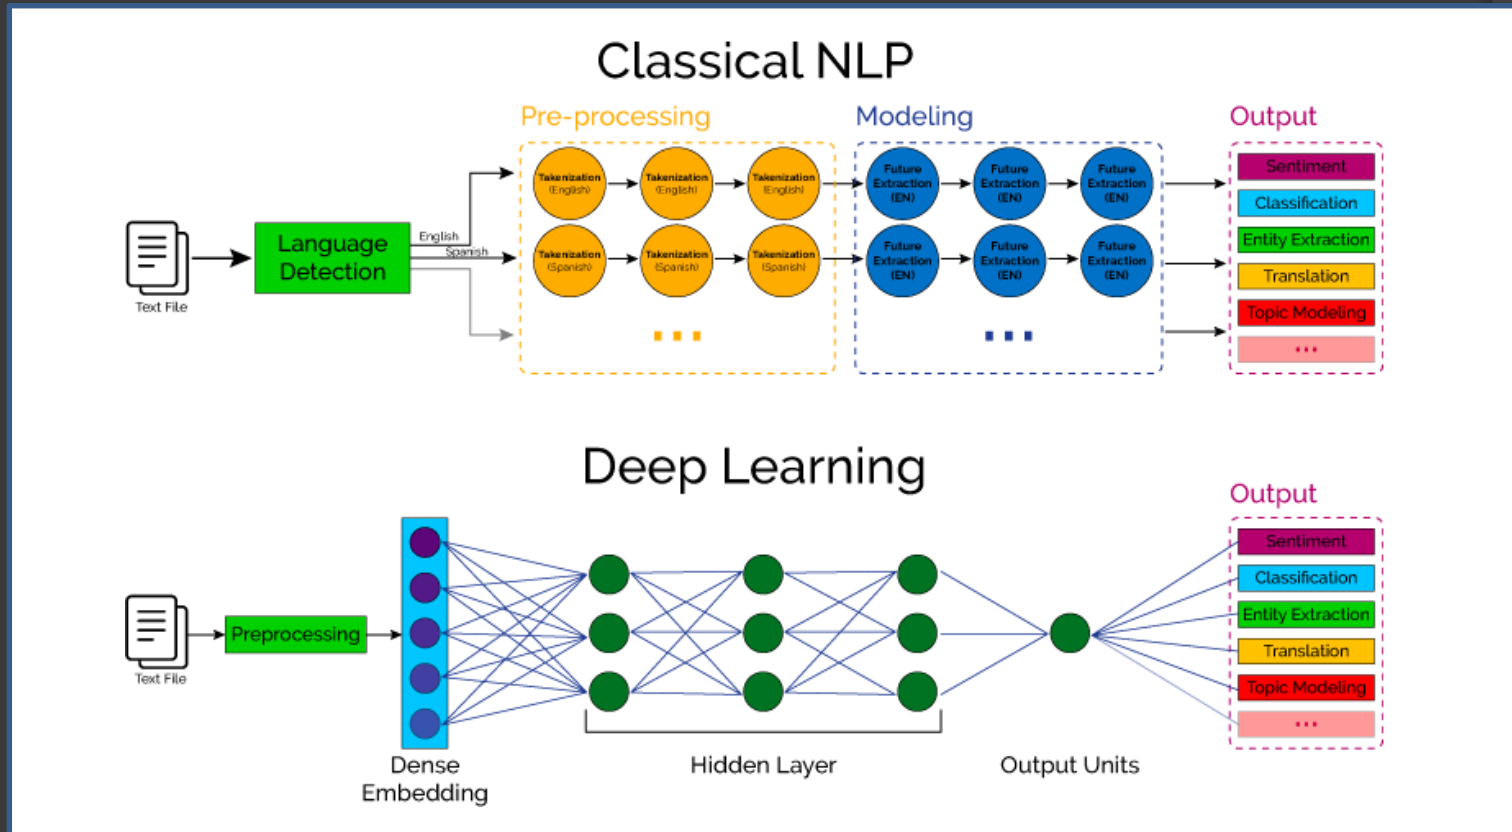 Classical NLP
Pre-processing
Modeling
Output
Text File
Language
Detection
English
Spanish
Takenization
(English)
Takenization
(English)
Takenization
(English)
Future
Extraction
(EN)
Future
Extraction
(EN)
Future
Extraction
(EN)
Takenization
(Spanish)
Takenization
(Spanish)
Takenization
(Spanish)
Future
Extraction
(EN)
Future
Extraction
(EN)
Future
Extraction
(EN)
Sentiment
Classification
Entity Extraction
Translation
Topic Modeling
...
Deep Learning
Output
Text File
Preprocessing
Dense
Embedding
Hidden Layer
Output Units
Sentiment
Classification
Entity Extraction
Translation
Topic Modeling
...